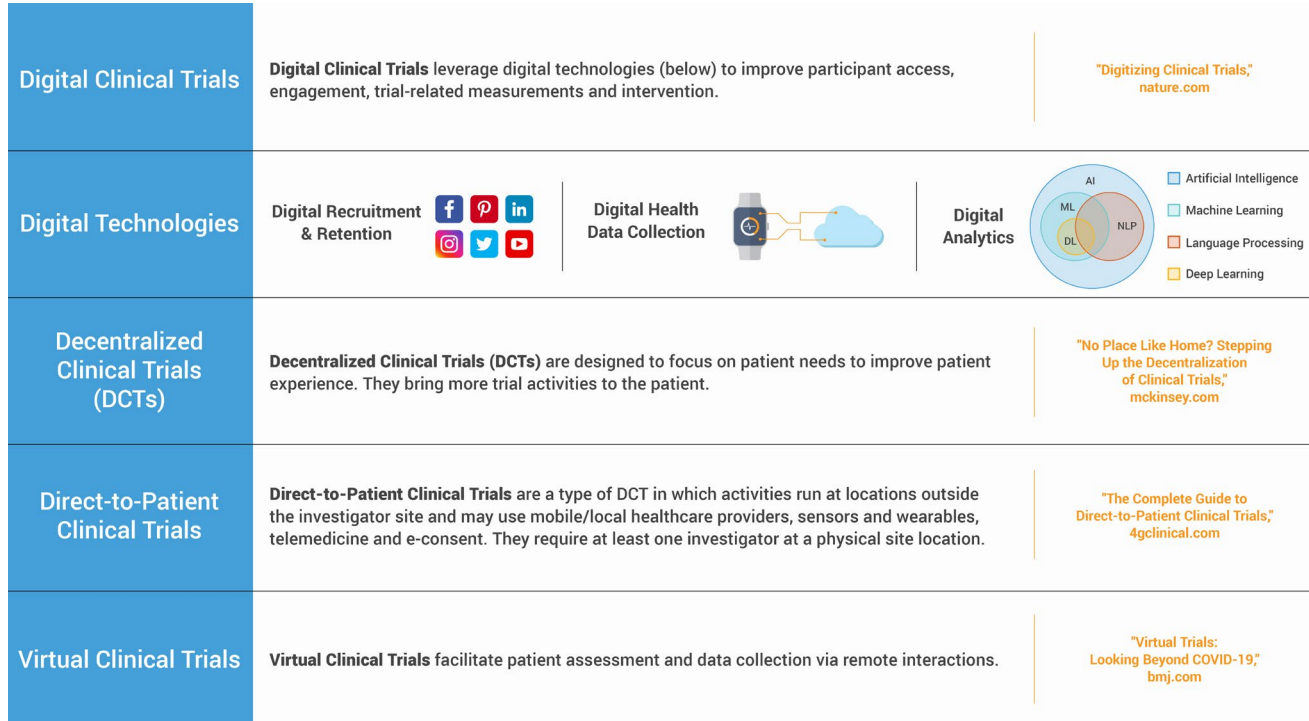 Digital Clinical Trials
Digital Clinical Trials leverage digital technologies (below) to improve participant access,
engagement, trial-related measurements and intervention.
"Digitizing Clinical Trials,"
nature.com
Digital Technologies
Digital Recruitment
& Retention
Digital Health
Data Collection
Digital
Analytics
AI
ML
DL
NLP
Artificial Intelligence
Machine Learning
Language Processing
Deep Learning
Decentralized
Clinical Trials
(DCTs)
Decentralized Clinical Trials (DCTs) are designed to focus on patient needs to improve patient
experience. They bring more trial activities to the patient.
"No Place Like Home? Stepping
Up the Decentralization
of Clinical Trials,"
mckinsey.com
Direct-to-Patient
Clinical Trials
Direct-to-Patient Clinical Trials are a type of DCT in which activities run at locations outside
the investigator site and may use mobile/local healthcare providers, sensors and wearables,
telemedicine and e-consent. They require at least one investigator at a physical site location.
"The Complete Guide to
Direct-to-Patient Clinical Trials,"
4gclinical.com
Virtual Clinical Trials
Virtual Clinical Trials facilitate patient assessment and data collection via remote interactions.
"Virtual Trials:
Looking Beyond COVID-19,"
bmj.com